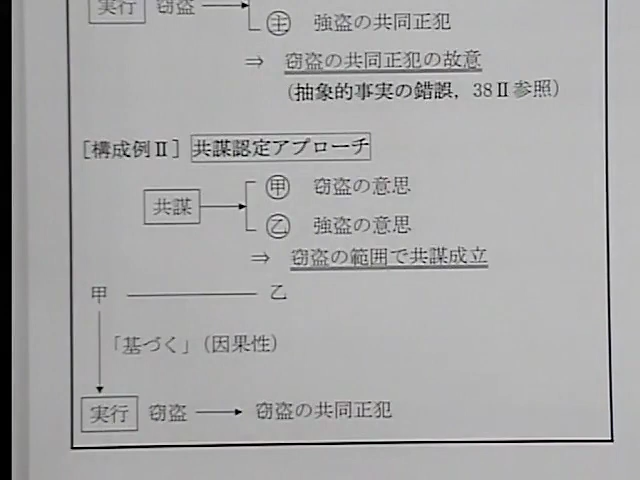 実行 窃盗
主 強盗の共同正犯
⇒ 窃盗の共同正犯の故意
(抽象的事実の錯誤，38Ⅱ参照)
[構成例Ⅱ] 共謀認定アプローチ
甲 窃盗の意思
共謀
乙 強盗の意思
⇒ 窃盗の範囲で共謀成立
甲 乙
「基づく」(因果性)
実行 窃盗 → 窃盗の共同正犯